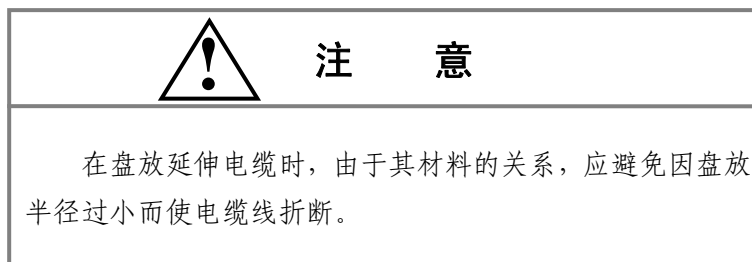 注 意
在盘放延伸电缆时，由于其材料的关系，应避免因盘放
半径过小而使电缆线折断。